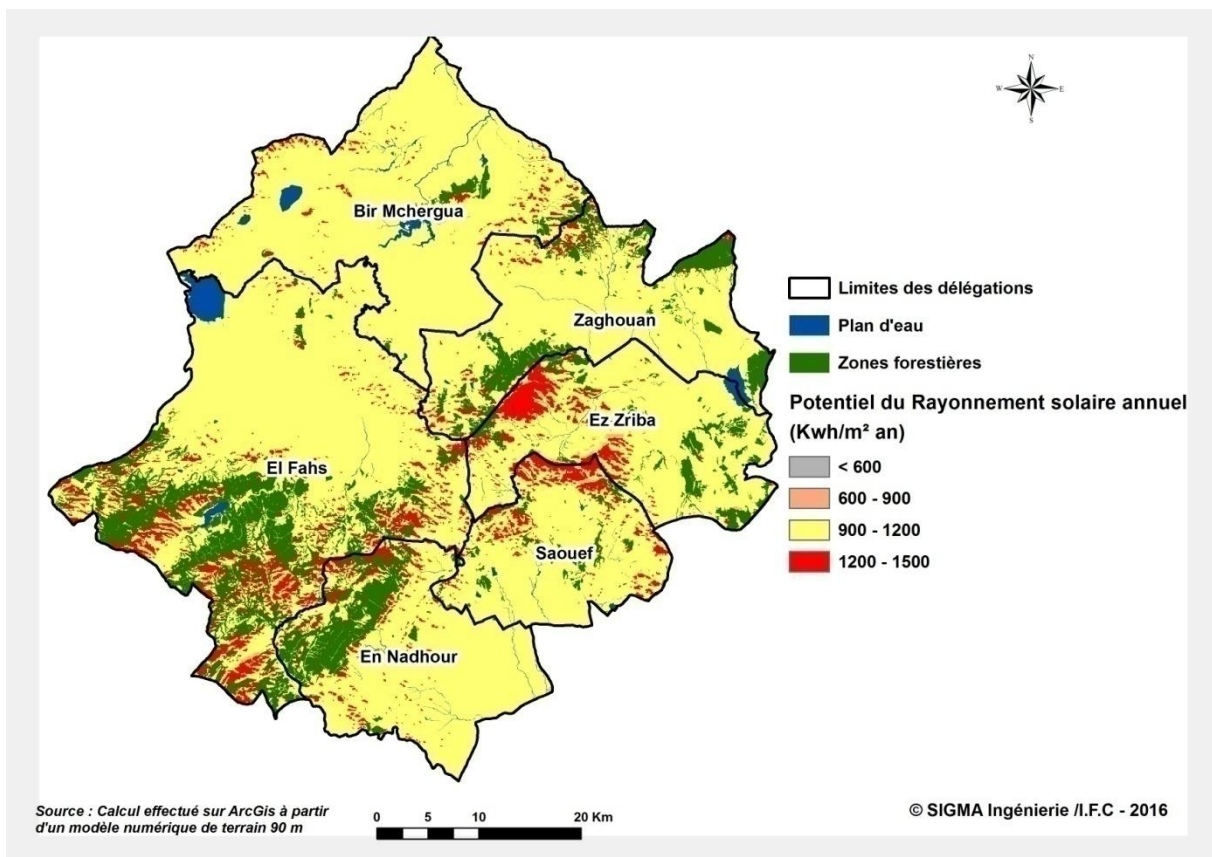 N
W E
S
Bir Mchergua
Zaghouan
Ez Zriba
El Fahs
Saouef
En Nadhour
Limites des délégations
Plan d'eau
Zones forestières
Potentiel du Rayonnement solaire annuel
(Kwh/m² an)
< 600
600 - 900
900 - 1200
1200 - 1500
Source : Calcul effectué sur ArcGis à partir
d'un modèle numérique de terrain 90 m
0 5 10 20 Km
© SIGMA Ingénierie /I.F.C - 2016